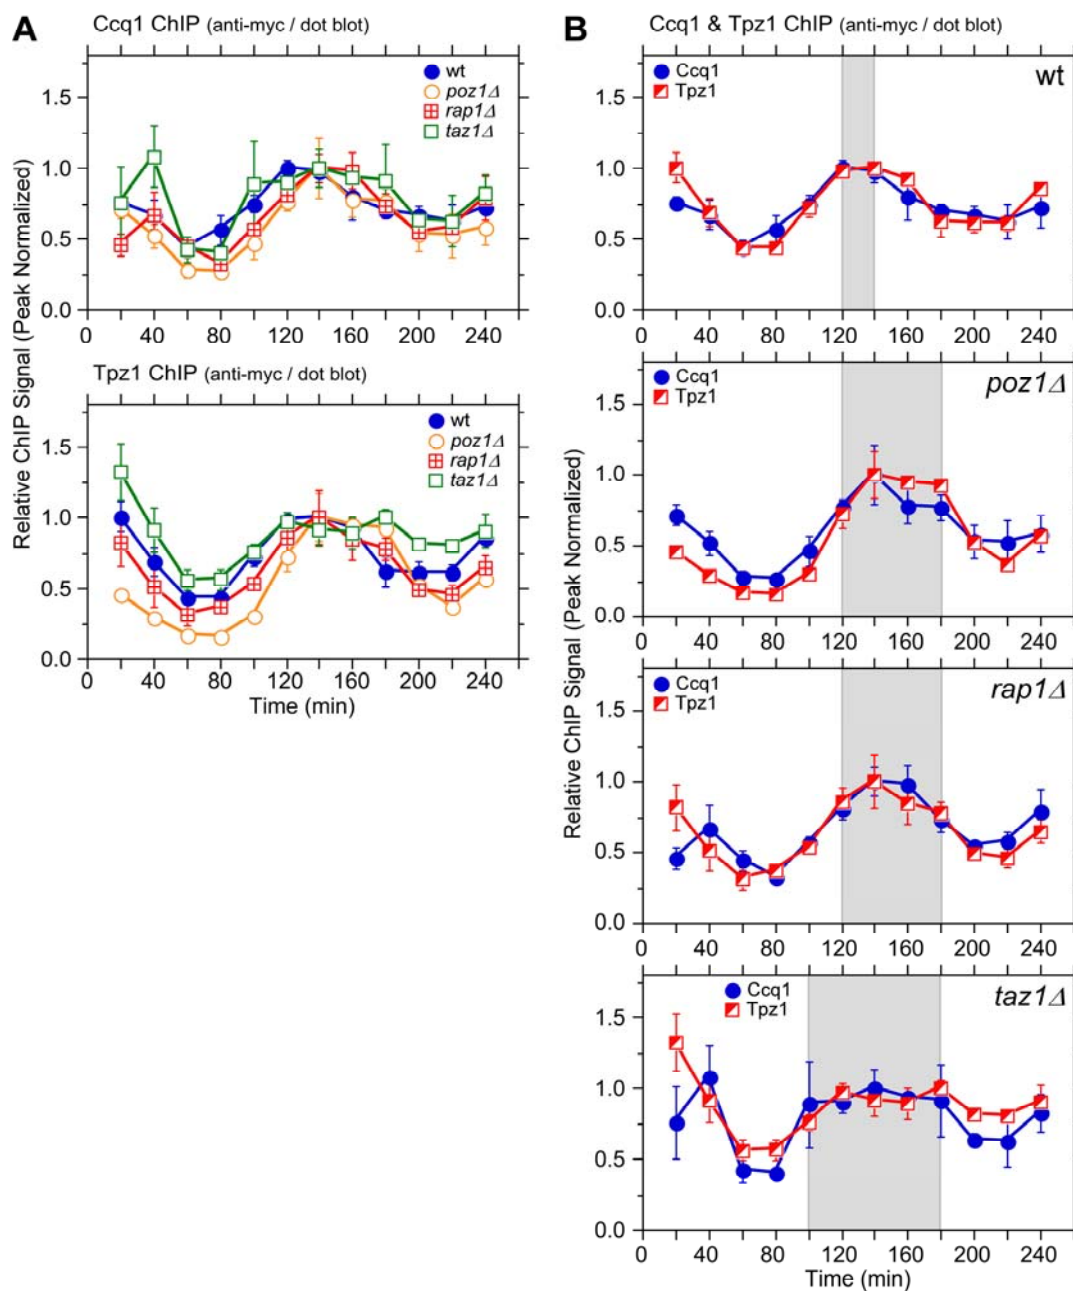 A
Ccq1 ChIP (anti-myc / dot blot)
wt
poz1Δ
rap1Δ
taz1Δ
1.5
1.0
0.5
0.0
0 40 80 120 160 200 240
Tpz1 ChIP (anti-myc / dot blot)
wt
poz1Δ
rap1Δ
taz1Δ
1.5
1.0
0.5
0.0
0 40 80 120 160 200 240
Time (min)
Relative ChIP Signal (Peak Normalized)
B
Ccq1 & Tpz1 ChIP (anti-myc / dot blot)
Ccq1
Tpz1
wt
1.5
1.0
0.5
0.0
0 40 80 120 160 200 240
Ccq1
Tpz1
poz1Δ
1.5
1.0
0.5
0.0
0 40 80 120 160 200 240
Ccq1
Tpz1
rap1Δ
1.5
1.0
0.5
0.0
0 40 80 120 160 200 240
Ccq1
Tpz1
taz1Δ
1.5
1.0
0.5
0.0
0 40 80 120 160 200 240
Time (min)
Relative ChIP Signal (Peak Normalized)